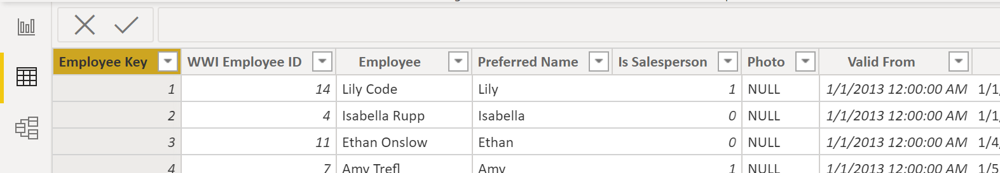 Employee Key WWI Employee ID Employee Preferred Name Is Salesperson Photo Valid From
1 14 Lily Code Lily 1 NULL 1/1/2013 12:00:00 AM 1/1/
2 4 Isabella Rupp Isabella 0 NULL 1/1/2013 12:00:00 AM 1/1/
3 11 Ethan Onslow Ethan 0 NULL 1/1/2013 12:00:00 AM 1/4/
4 7 Amy Trefl Amy 1 NULL 1/1/2013 12:00:00 AM 1/5